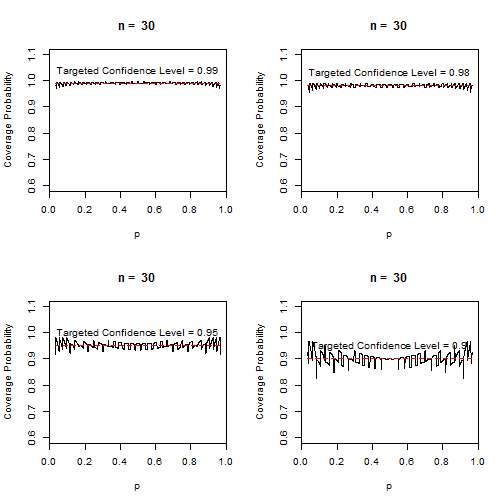 n = 30
n = 30
Targeted Confidence Level = 0.99
Targeted Confidence Level = 0.98
Coverage Probability
0.6 0.7 0.8 0.9 1.0 1.1
Coverage Probability
0.6 0.7 0.8 0.9 1.0 1.1
0.0 0.2 0.4 0.6 0.8 1.0
0.0 0.2 0.4 0.6 0.8 1.0
p
p
n = 30
n = 30
Targeted Confidence Level = 0.95
Targeted Confidence Level = 0.9
Coverage Probability
0.6 0.7 0.8 0.9 1.0 1.1
Coverage Probability
0.6 0.7 0.8 0.9 1.0 1.1
0.0 0.2 0.4 0.6 0.8 1.0
0.0 0.2 0.4 0.6 0.8 1.0
p
p